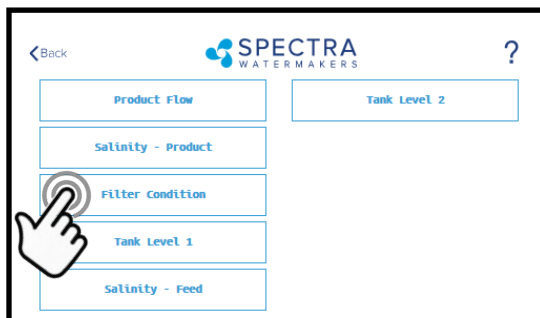 Back
SPECTRA
WATERMAKERS
?
Product Flow
Tank Level 2
Salinity - Product
Filter Condition
Tank Level 1
Salinity - Feed